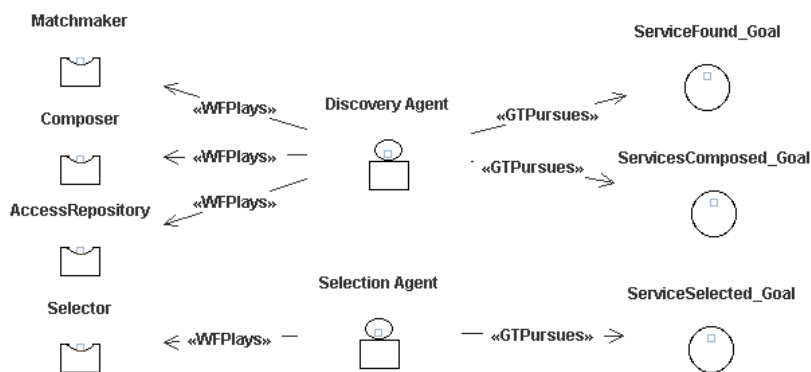 Matchmaker
ServiceFound_Goal
«WFPlays»
Discovery Agent
«GTPursues»
Composer
«WFPlays»
ServicesComposed_Goal
«GTPursues»
AccessRepository
«WFPlays»
Selection Agent
ServiceSelected_Goal
Selector
«WFPlays»
«GTPursues»